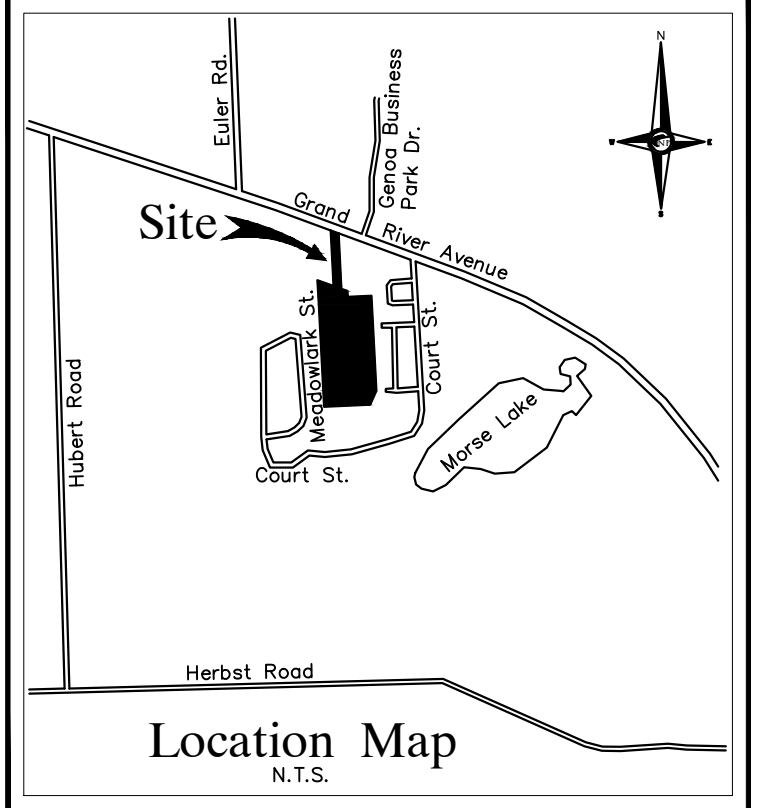 N
W
E
S
Euler Rd.
Genoa Business
Park Dr.
Grand River Avenue
Site
Meadowlark St.
Court St.
Hubert Road
Morse Lake
Court St.
Herbst Road
Location Map
N.T.S.